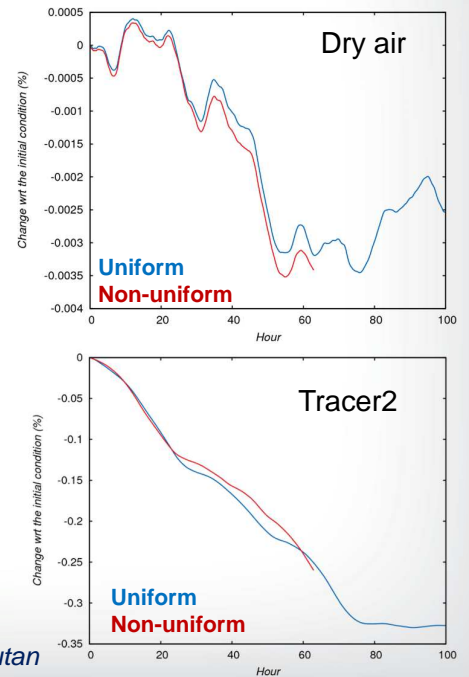 Dry air
0.0005
0
-0.0005
-0.001
-0.0015
-0.002
-0.0025
-0.003
-0.0035
-0.004
Change wrt the initial condition (%)
Uniform
Non-uniform
0 20 40 60 80 100
Hour
Tracer2
0
-0.05
-0.1
-0.15
-0.2
-0.25
-0.3
-0.35
Change wrt the initial condition (%)
Uniform
Non-uniform
0 20 40 60 80 100
Hour
utan